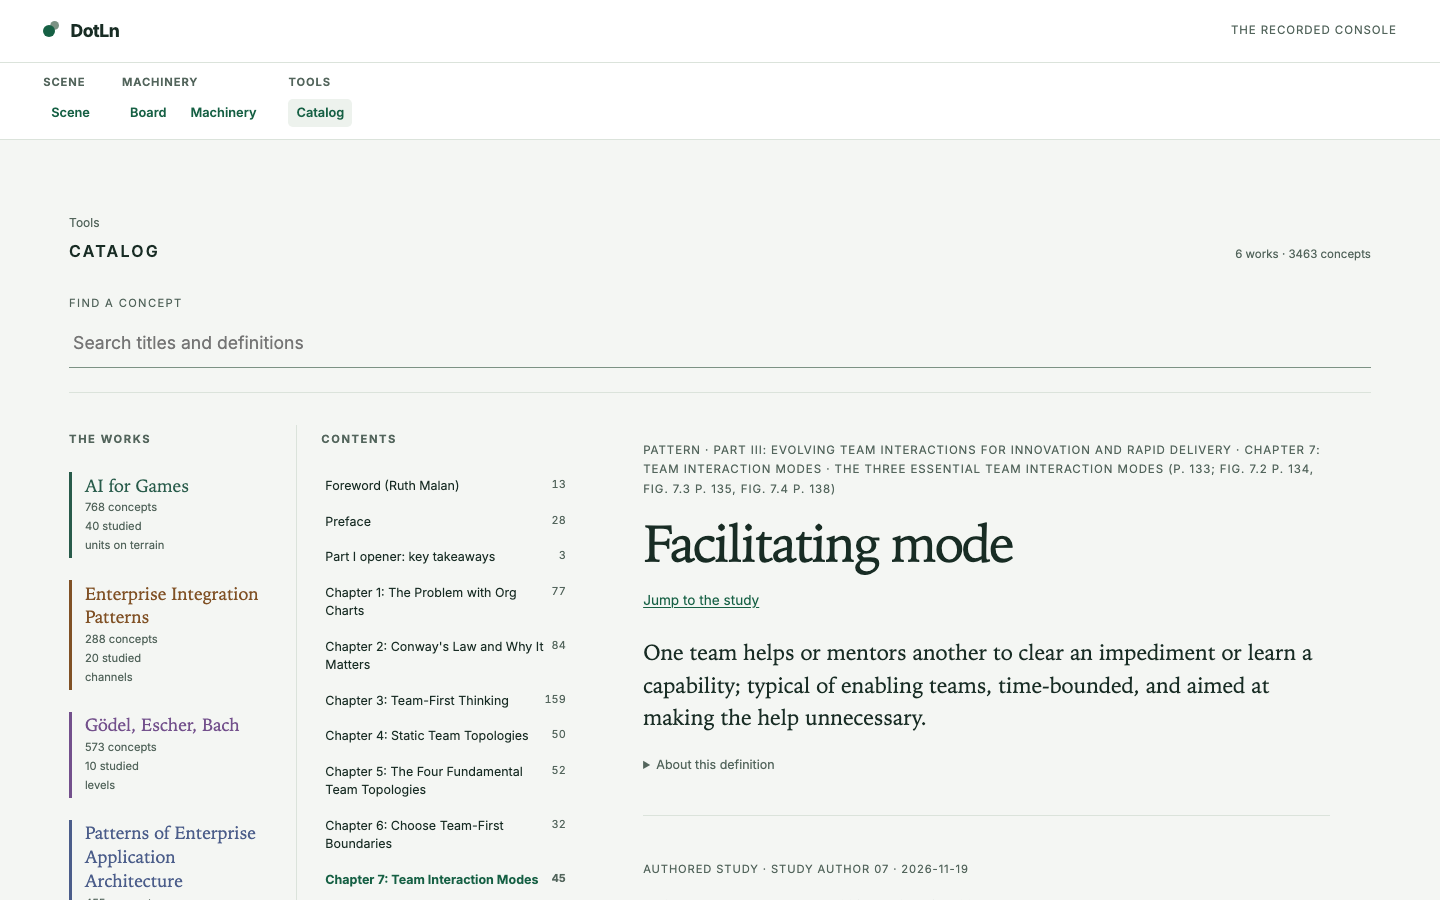 DotLn
THE RECORDED CONSOLE
SCENE
MACHINERY
TOOLS
Scene
Board
Machinery
Catalog
Tools
CATALOG
6 works · 3463 concepts
FIND A CONCEPT
Search titles and definitions
THE WORKS
AI for Games
768 concepts
40 studied
units on terrain
Enterprise Integration
Patterns
288 concepts
20 studied
channels
Gödel, Escher, Bach
573 concepts
10 studied
levels
Patterns of Enterprise
Application
Architecture
CONTENTS
Foreword (Ruth Malan) 13
Preface 28
Part I opener: key takeaways 3
Chapter 1: The Problem with Org 77
Charts
Chapter 2: Conway's Law and Why It 84
Matters
Chapter 3: Team-First Thinking 159
Chapter 4: Static Team Topologies 50
Chapter 5: The Four Fundamental 52
Team Topologies
Chapter 6: Choose Team-First 32
Boundaries
Chapter 7: Team Interaction Modes 45
PATTERN · PART III: EVOLVING TEAM INTERACTIONS FOR INNOVATION AND RAPID DELIVERY · CHAPTER 7:
TEAM INTERACTION MODES · THE THREE ESSENTIAL TEAM INTERACTION MODES (P. 133; FIG. 7.2 P. 134,
FIG. 7.3 P. 135, FIG. 7.4 P. 138)
Facilitating mode
Jump to the study
One team helps or mentors another to clear an impediment or learn a
capability; typical of enabling teams, time-bounded, and aimed at
making the help unnecessary.
About this definition
AUTHORED STUDY · STUDY AUTHOR 07 · 2026-11-19